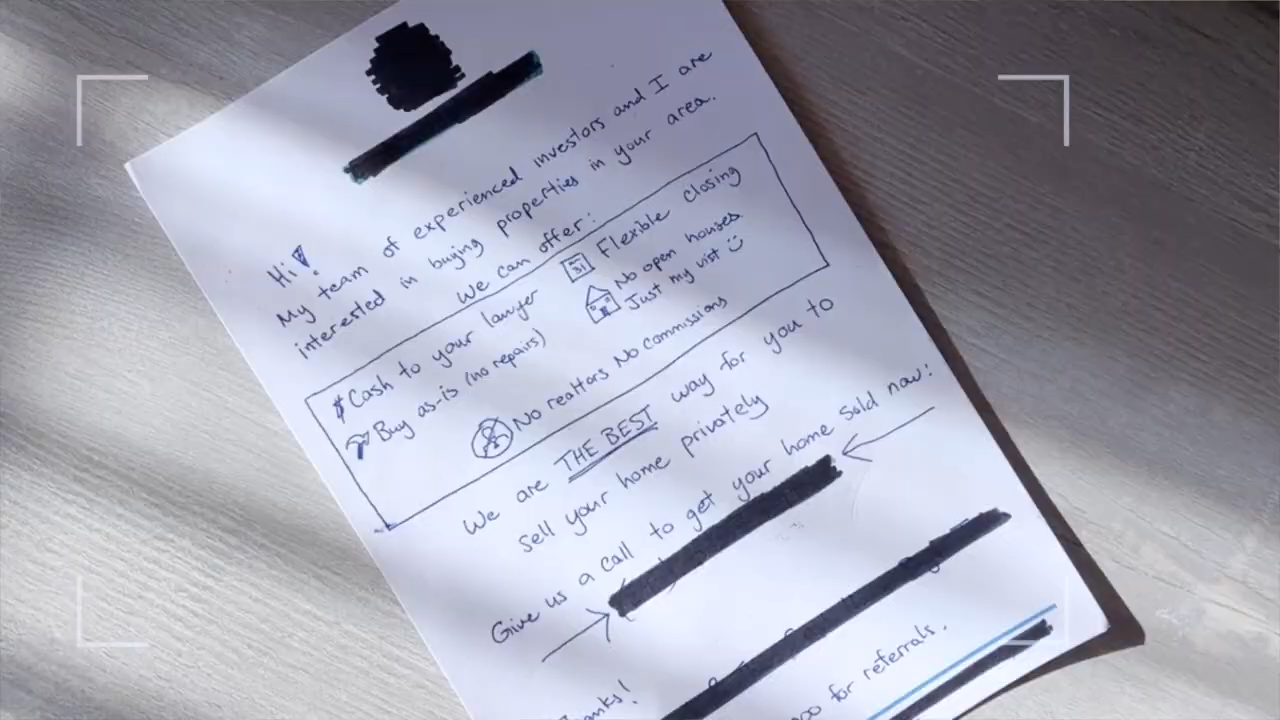 Hi!
My team of experienced investors and I are
interested in buying properties in your area.
We can offer:
$ Cash to your lawyer
Buy as-is (no repairs)
31 Flexible closing
No open houses
Just my vist :)
No realtors No commissions
We are THE BEST way for you to
sell your home privately
Give us a call to get your home sold now:
for referrals.